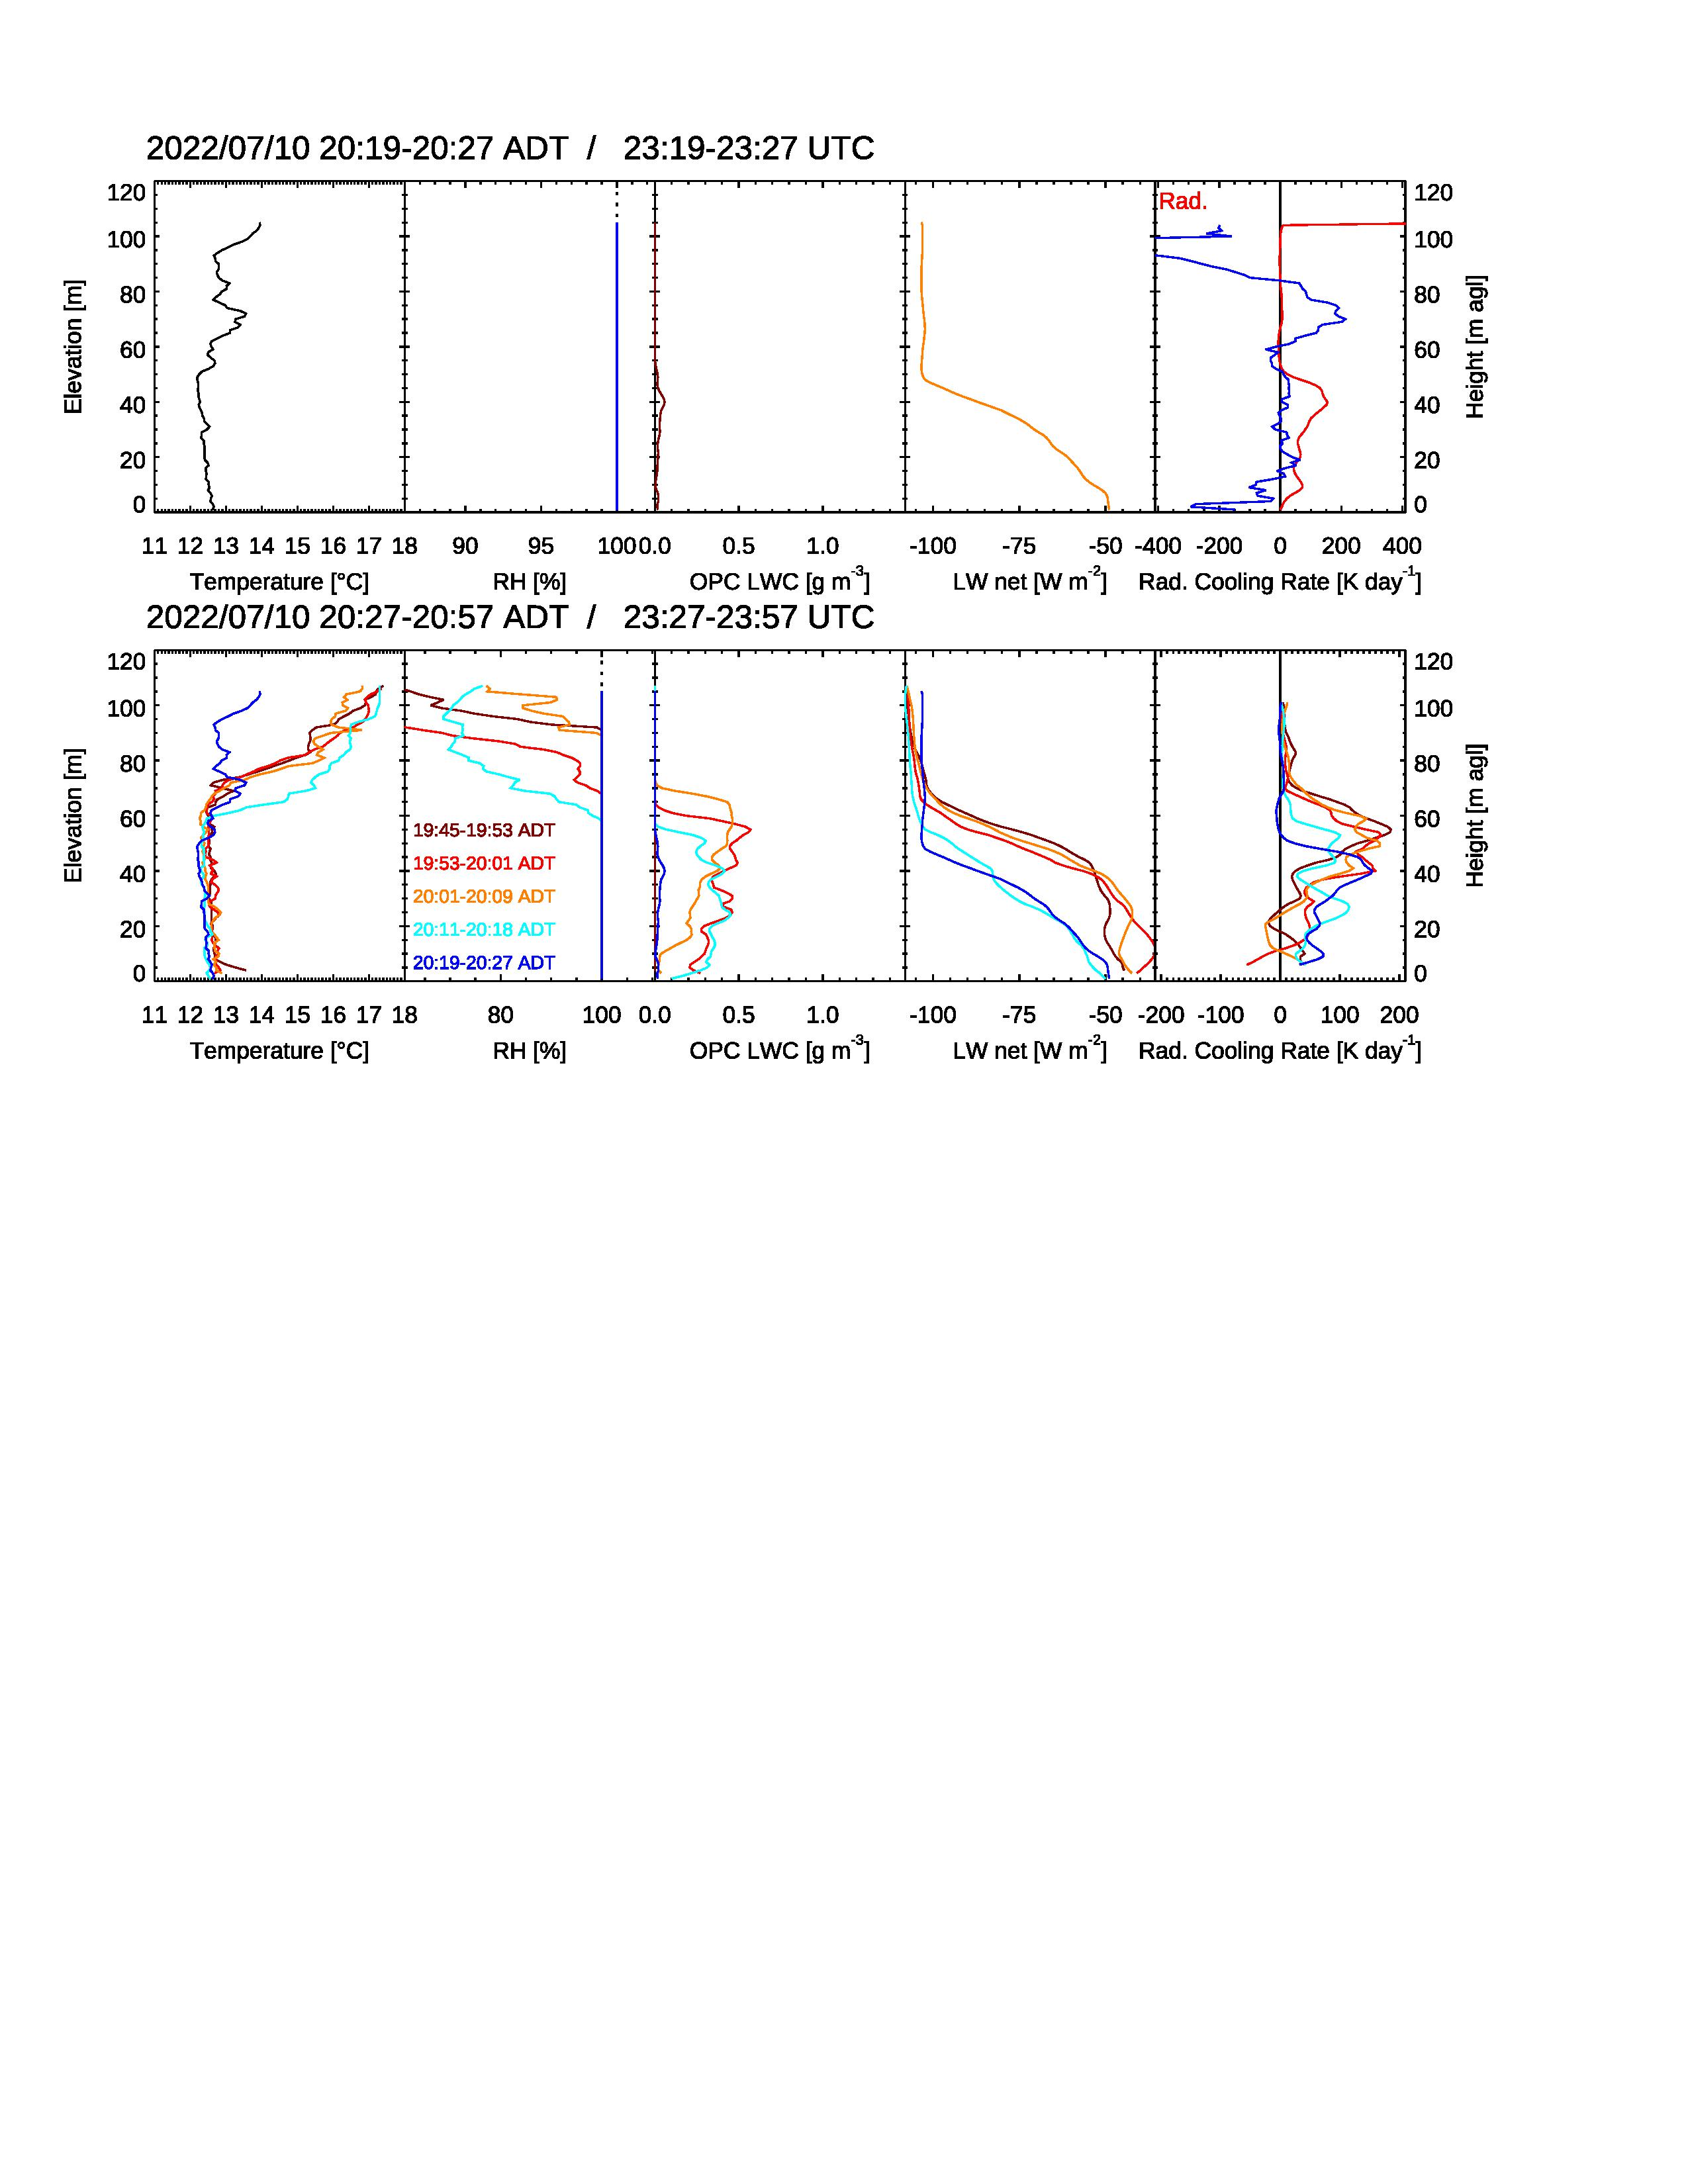 2022/07/10 20:19-20:27 ADT / 23:19-23:27 UTC
120 100 80 60 40 20 0
Elevation [m]
Rad.
120 100 80 60 40 20 0
Height [m agl]
11 12 13 14 15 16 17 18 90 95 100 0.0 0.5 1.0 -100 -75 -50 -400 -200 0 200 400
Temperature [°C] RH [%] OPC LWC [g m-3] LW net [W m-2] Rad. Cooling Rate [K day-1]
2022/07/10 20:27-20:57 ADT / 23:27-23:57 UTC
120 100 80 60 40 20 0
Elevation [m]
19:45-19:53 ADT
19:53-20:01 ADT
20:01-20:09 ADT
20:11-20:18 ADT
20:19-20:27 ADT
120 100 80 60 40 20 0
Height [m agl]
11 12 13 14 15 16 17 18 80 100 0.0 0.5 1.0 -100 -75 -50 -200 -100 0 100 200
Temperature [°C] RH [%] OPC LWC [g m-3] LW net [W m-2] Rad. Cooling Rate [K day-1]